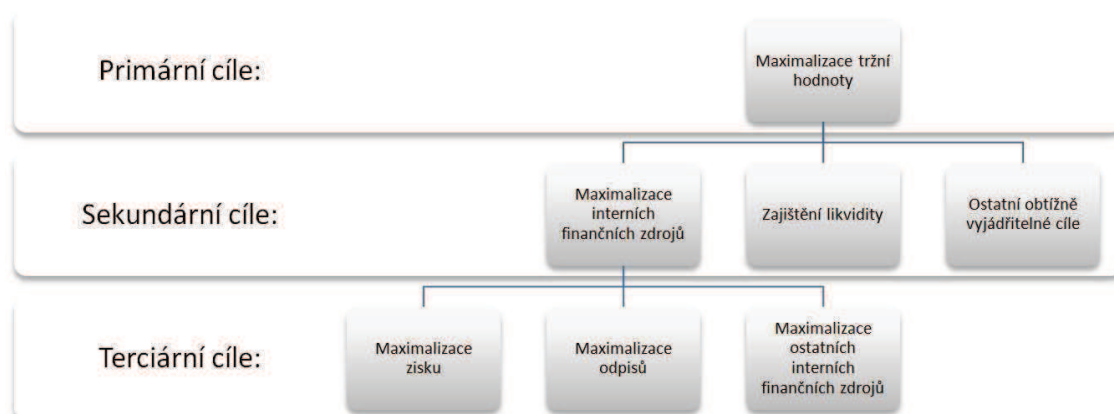 Primární cíle:
Maximalizace tržní
hodnoty
Sekundární cíle:
Maximalizace
interních
finančních zdrojů
Zajištění likvidity
Ostatní obtížně
vyjádřitelné cíle
Terciární cíle:
Maximalizace
zisku
Maximalizace
odpisů
Maximalizace
ostatních
interních
finančních zdrojů